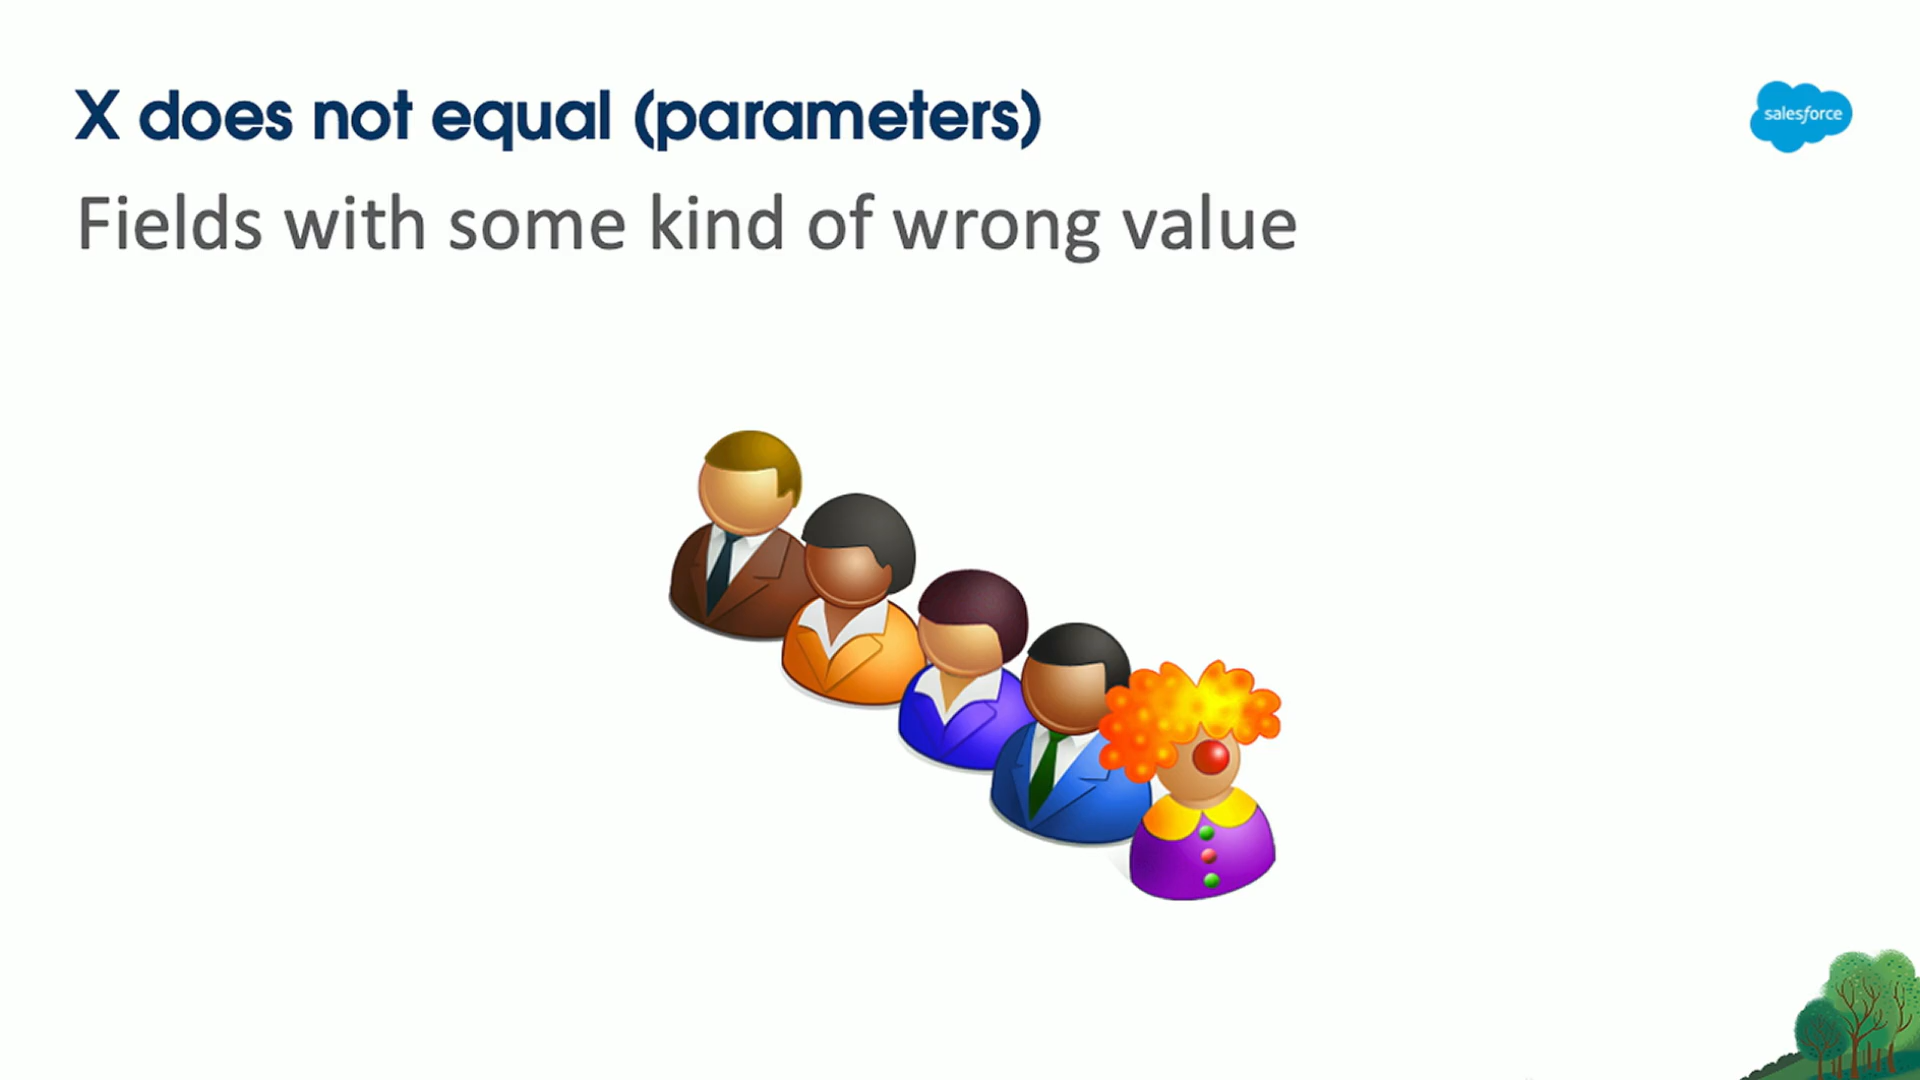 X does not equal (parameters)
salesforce
Fields with some kind of wrong value